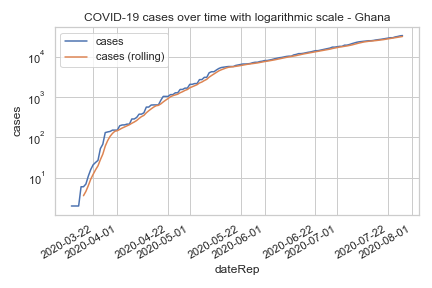 COVID-19 cases over time with logarithmic scale - Ghana
cases
cases (rolling)
10^4
10^3
10^2
10^1
cases
2020-03-22
2020-04-01
2020-04-22
2020-05-01
2020-05-22
2020-06-01
2020-06-22
2020-07-01
2020-07-22
2020-08-01
dateRep